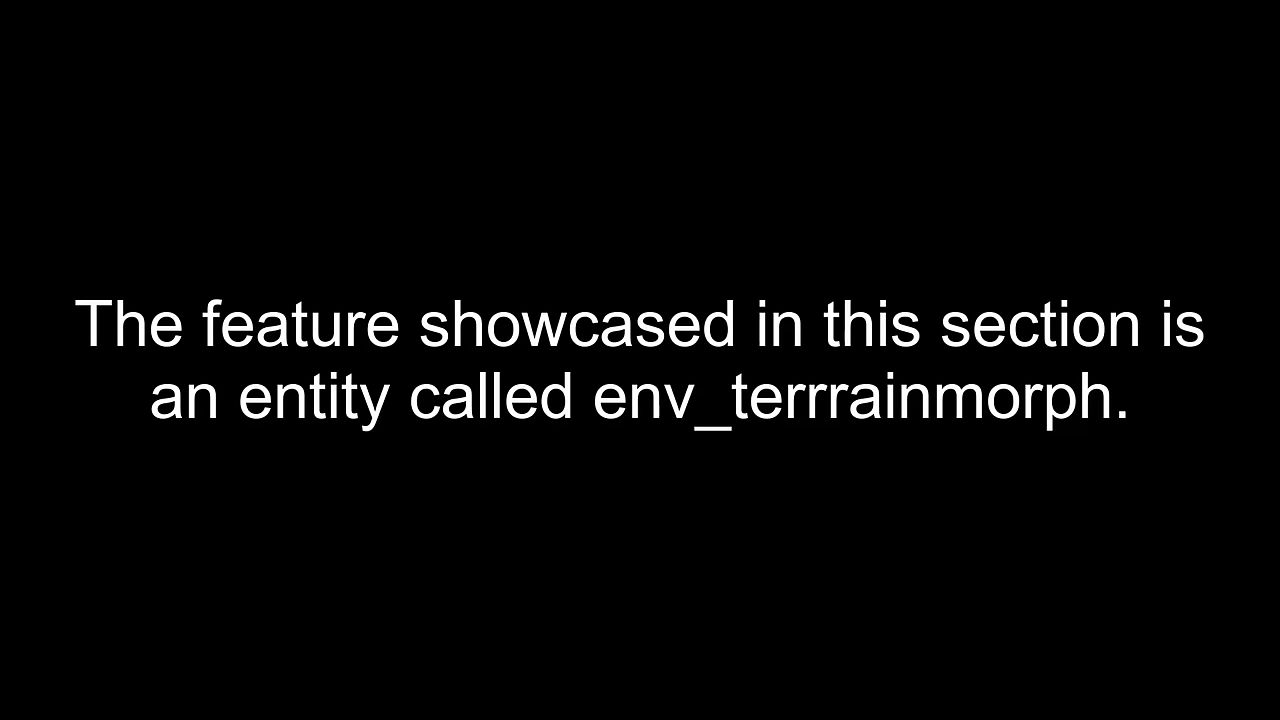 The feature showcased in this section is
an entity called env_terrrainmorph.